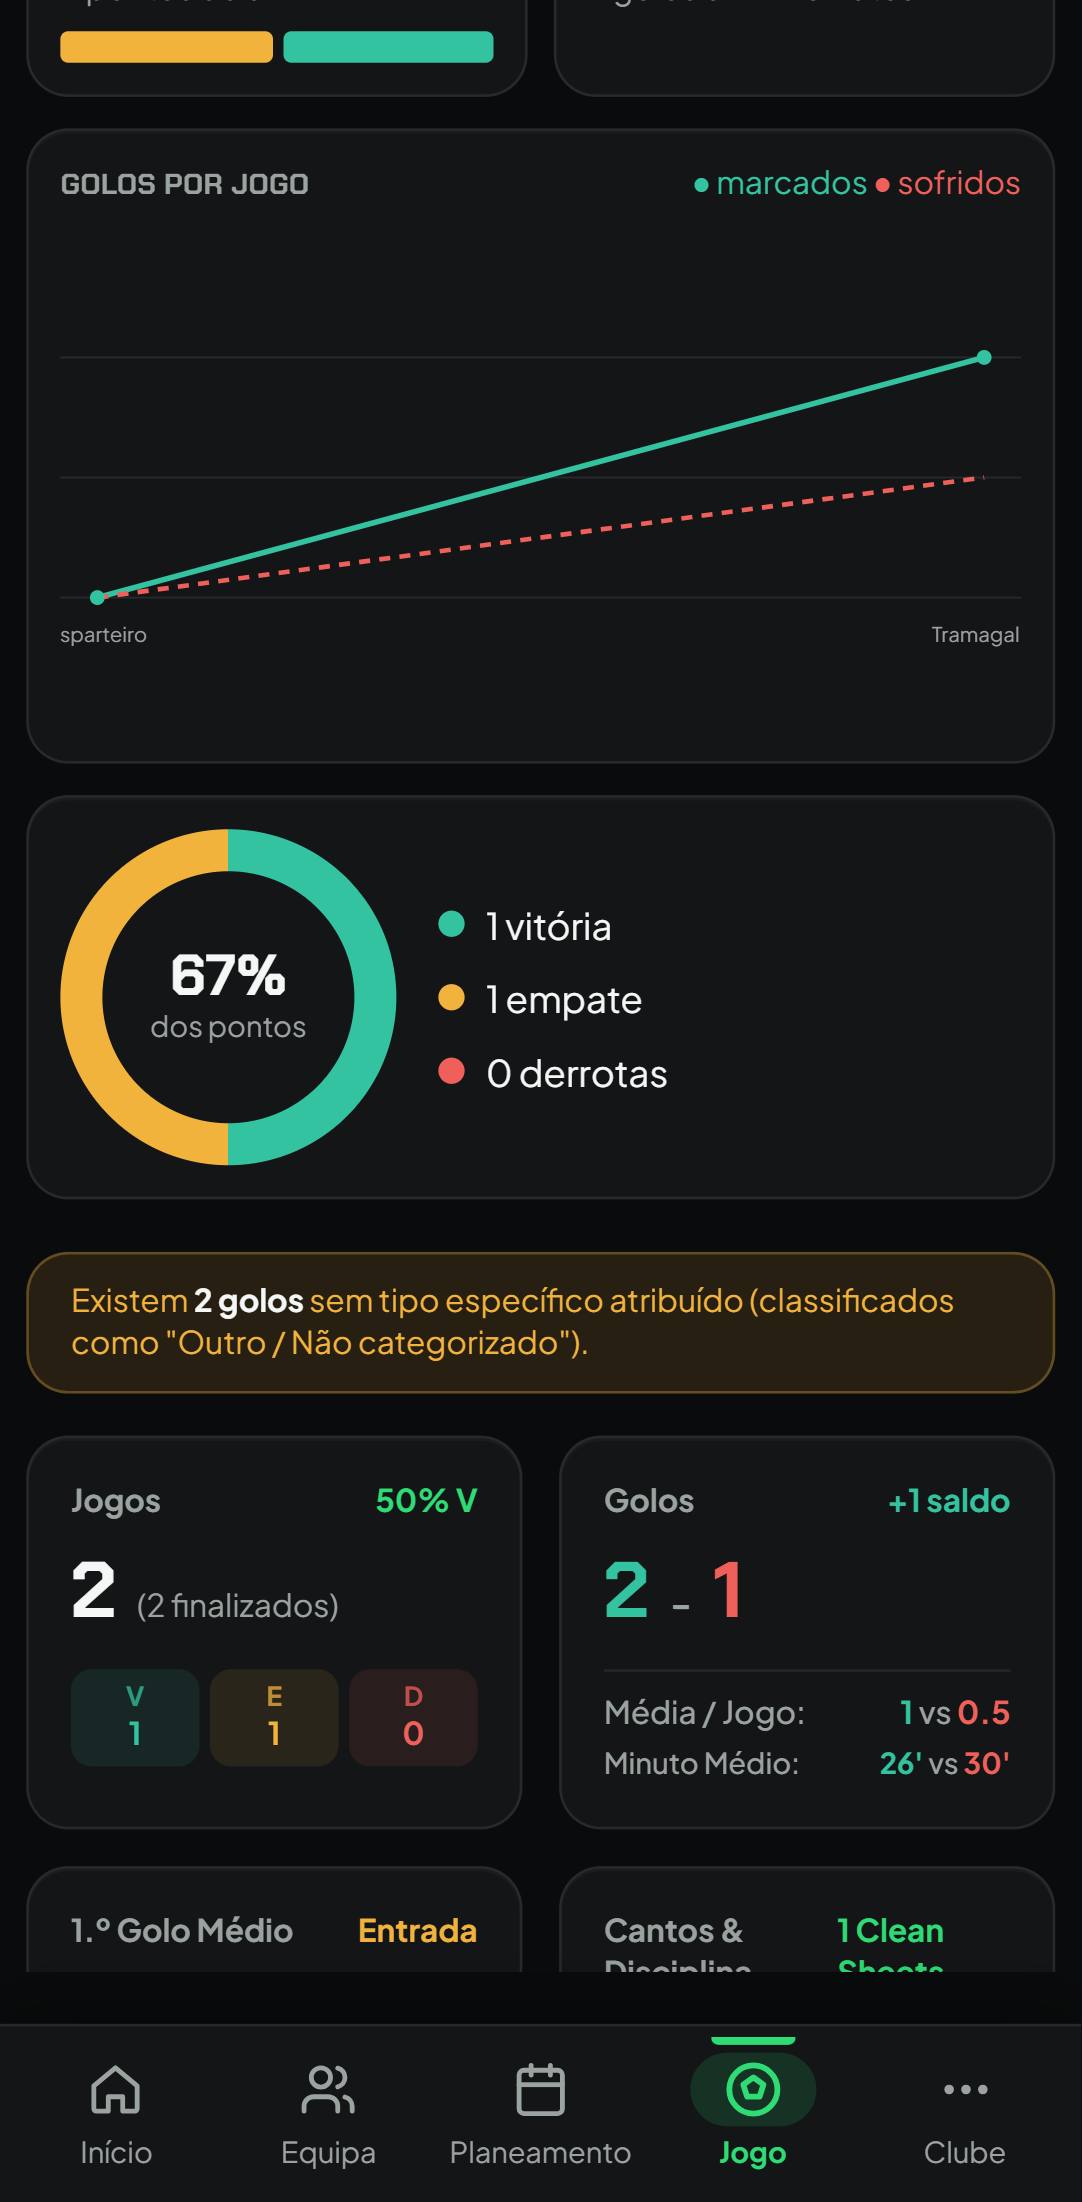 GOLOS POR JOGO
marcados sofridos
sparteiro
Tramagal
67%
dos pontos
1 vitória
1 empate
0 derrotas
Existem 2 golos sem tipo específico atribuído (classificados
como "Outro / Não categorizado").
Jogos 50% V
2 (2 finalizados)
V E D
1 1 0
Golos +1 saldo
2 - 1
Média / Jogo: 1 vs 0.5
Minuto Médio: 26' vs 30'
1.º Golo Médio Entrada
Cantos & 1 Clean
Disciplina Sheets
Início
Equipa
Planeamento
Jogo
Clube